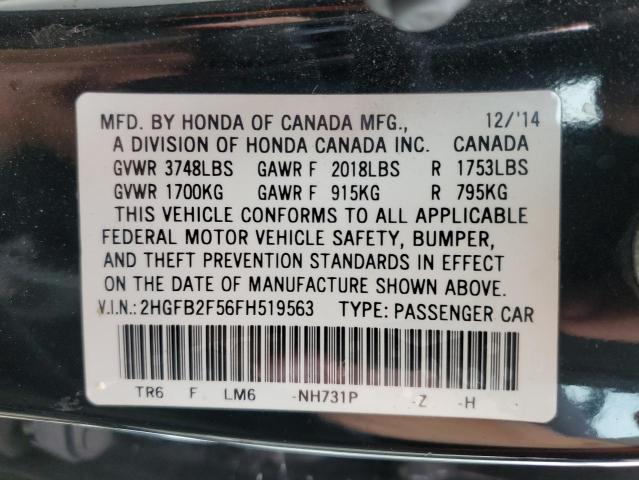 MFD. BY HONDA OF CANADA MFG., 12/'14
A DIVISION OF HONDA CANADA INC. CANADA
GVWR 3748LBS GAWR F 2018LBS R 1753LBS
GVWR 1700KG GAWR F 915KG R 795KG
THIS VEHICLE CONFORMS TO ALL APPLICABLE
FEDERAL MOTOR VEHICLE SAFETY, BUMPER,
AND THEFT PREVENTION STANDARDS IN EFFECT
ON THE DATE OF MANUFACTURE SHOWN ABOVE.
V.I.N.: 2HGFB2F56FH519563 TYPE: PASSENGER CAR
TR6 F LM6 -NH731P -Z -H -